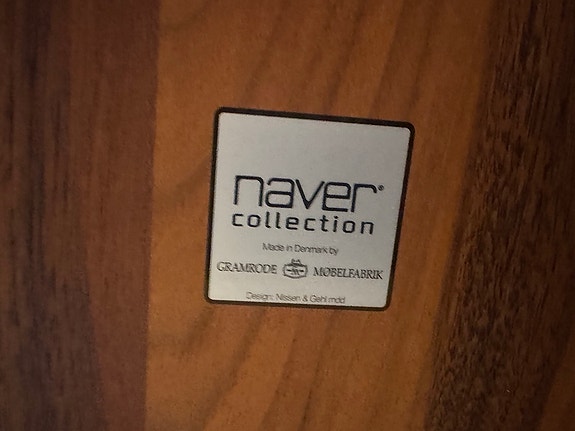 naver®
collection
Made in Denmark by
GRAMRODE MØBELFABRIK
Design: Nissen & Gehl mdd